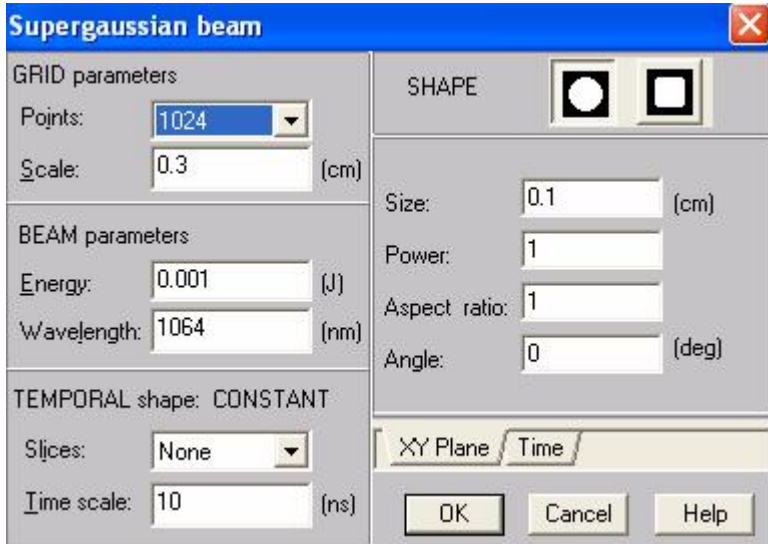 Supergaussian beam
GRID parameters
Points: 1024
Scale: 0.3 (cm)
BEAM parameters
Energy: 0.001 (J)
Wavelength: 1064 (nm)
TEMPORAL shape: CONSTANT
Slices: None
Time scale: 10 (ns)
SHAPE
Size: 0.1 (cm)
Power: 1
Aspect ratio: 1
Angle: 0 (deg)
XY Plane Time
OK Cancel Help